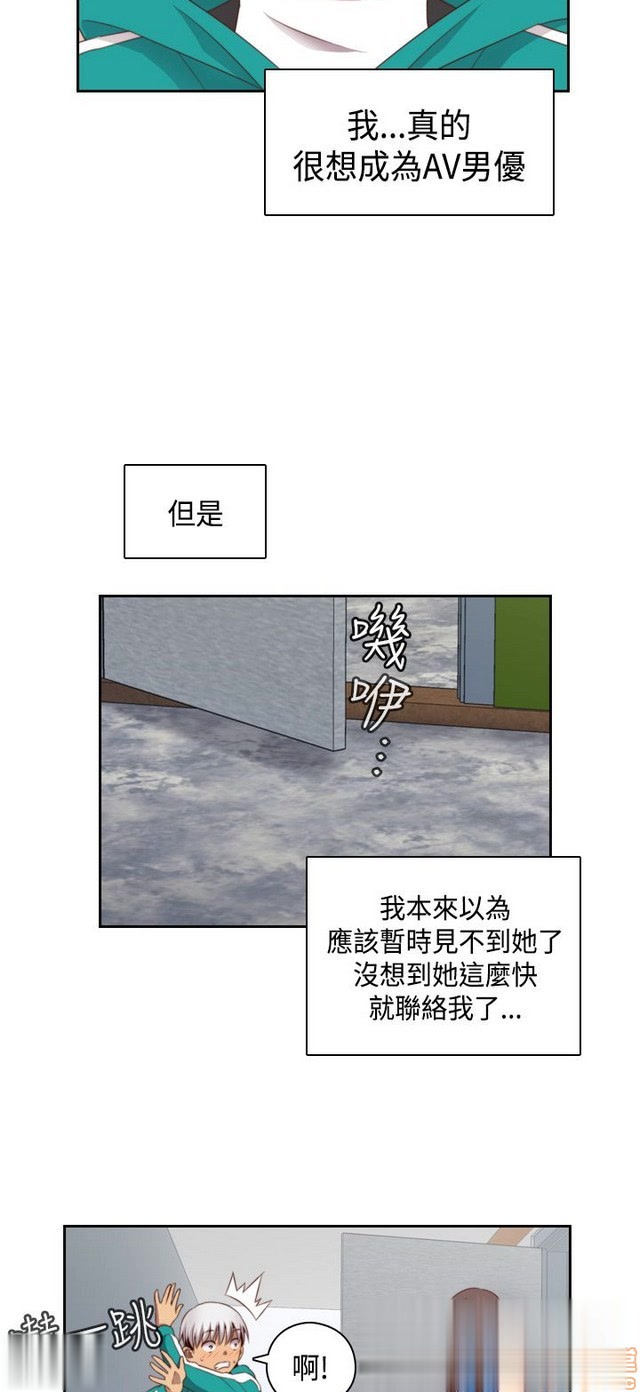 我...真的
很想成為AV男優
但是
嘰
咿
...
我本來以為
應該暫時見不到她了
沒想到她這麼快
就聯絡我了...
一跳
啊!